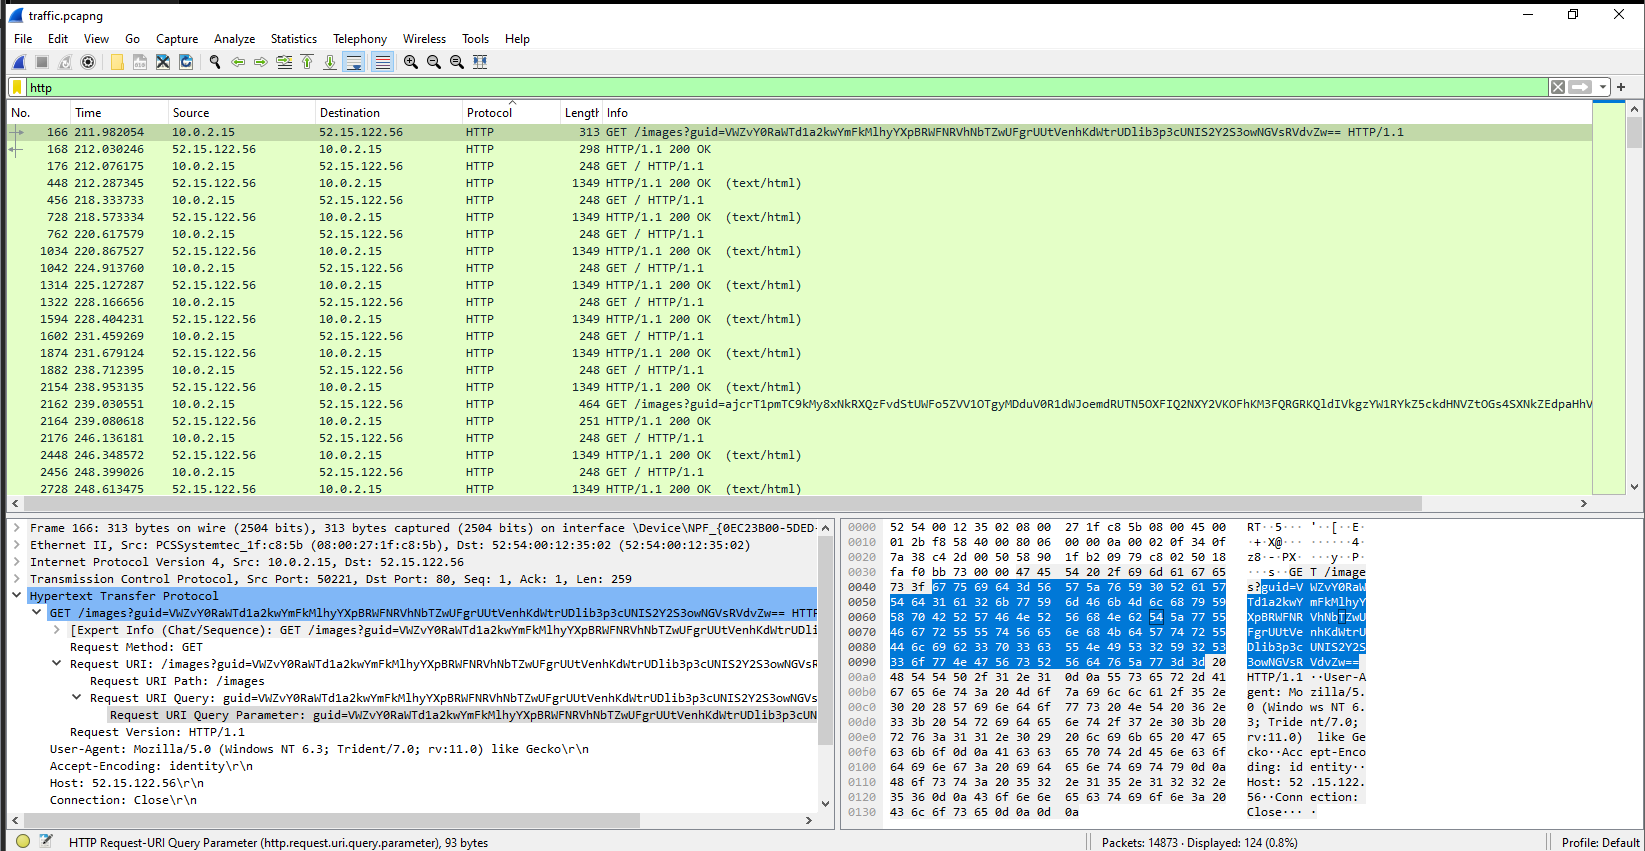 traffic.pcapng
File Edit View Go Capture Analyze Statistics Telephony Wireless Tools Help
http
No. Time Source Destination Protocol Length Info
166 211.982054 10.0.2.15 52.15.122.56 HTTP 313 GET /images?guid=VWZvY0RaWTd1a2kwYmFkMlhyYXpBRWFNRVhNbTZwUFgrUUtVenhKdWtrUDlib3p3cUNIS2Y2S3owNGVsRVdvZw== HTTP/1.1
168 212.030246 52.15.122.56 10.0.2.15 HTTP 298 HTTP/1.1 200 OK
176 212.076175 10.0.2.15 52.15.122.56 HTTP 248 GET / HTTP/1.1
448 212.287345 52.15.122.56 10.0.2.15 HTTP 1349 HTTP/1.1 200 OK (text/html)
456 218.333733 10.0.2.15 52.15.122.56 HTTP 248 GET / HTTP/1.1
728 218.573334 52.15.122.56 10.0.2.15 HTTP 1349 HTTP/1.1 200 OK (text/html)
762 220.617579 10.0.2.15 52.15.122.56 HTTP 248 GET / HTTP/1.1
1034 220.867527 52.15.122.56 10.0.2.15 HTTP 1349 HTTP/1.1 200 OK (text/html)
1042 224.913760 10.0.2.15 52.15.122.56 HTTP 248 GET / HTTP/1.1
1314 225.127287 52.15.122.56 10.0.2.15 HTTP 1349 HTTP/1.1 200 OK (text/html)
1322 228.166656 10.0.2.15 52.15.122.56 HTTP 248 GET / HTTP/1.1
1594 228.404231 52.15.122.56 10.0.2.15 HTTP 1349 HTTP/1.1 200 OK (text/html)
1602 231.459269 10.0.2.15 52.15.122.56 HTTP 248 GET / HTTP/1.1
1874 231.679124 52.15.122.56 10.0.2.15 HTTP 1349 HTTP/1.1 200 OK (text/html)
1882 238.712395 10.0.2.15 52.15.122.56 HTTP 248 GET / HTTP/1.1
2154 238.953135 52.15.122.56 10.0.2.15 HTTP 1349 HTTP/1.1 200 OK (text/html)
2162 239.030551 10.0.2.15 52.15.122.56 HTTP 464 GET /images?guid=ajcrT1pmTC9kMy8xNkRXQzFvdStUWFo5ZVV1OTgyMDduV0R1dWJoemdRUTN5OXFIQ2NXY2VKOFhKM3FQRGRKQldIVkgzYW1RYkZ5ckdHNVZtOGs4SXNkZEdpaHhV
2164 239.080618 52.15.122.56 10.0.2.15 HTTP 251 HTTP/1.1 200 OK
2176 246.136181 10.0.2.15 52.15.122.56 HTTP 248 GET / HTTP/1.1
2448 246.348572 52.15.122.56 10.0.2.15 HTTP 1349 HTTP/1.1 200 OK (text/html)
2456 248.399026 10.0.2.15 52.15.122.56 HTTP 248 GET / HTTP/1.1
2728 248.613475 52.15.122.56 10.0.2.15 HTTP 1349 HTTP/1.1 200 OK (text/html)
Frame 166: 313 bytes on wire (2504 bits), 313 bytes captured (2504 bits) on interface \Device\NPF_{0EC23B00-5DED-
Ethernet II, Src: PCSSystemtec_1f:c8:5b (08:00:27:1f:c8:5b), Dst: 52:54:00:12:35:02 (52:54:00:12:35:02)
Internet Protocol Version 4, Src: 10.0.2.15, Dst: 52.15.122.56
Transmission Control Protocol, Src Port: 50221, Dst Port: 80, Seq: 1, Ack: 1, Len: 259
Hypertext Transfer Protocol
GET /images?guid=VWZvY0RaWTd1a2kwYmFkMlhyYXpBRWFNRVhNbTZwUFgrUUtVenhKdWtrUDlib3p3cUNIS2Y2S3owNGVsRVdvZw== HTTP
[Expert Info (Chat/Sequence): GET /images?guid=VWZvY0RaWTd1a2kwYmFkMlhyYXpBRWFNRVhNbTZwUFgrUUtVenhKdWtrUDli
Request Method: GET
Request URI: /images?guid=VWZvY0RaWTd1a2kwYmFkMlhyYXpBRWFNRVhNbTZwUFgrUUtVenhKdWtrUDlib3p3cUNIS2Y2S3owNGVsR
Request URI Path: /images
Request URI Query: guid=VWZvY0RaWTd1a2kwYmFkMlhyYXpBRWFNRVhNbTZwUFgrUUtVenhKdWtrUDlib3p3cUNIS2Y2S3owNGVs
Request URI Query Parameter: guid=VWZvY0RaWTd1a2kwYmFkMlhyYXpBRWFNRVhNbTZwUFgrUUtVenhKdWtrUDlib3p3cUN
Request Version: HTTP/1.1
User-Agent: Mozilla/5.0 (Windows NT 6.3; Trident/7.0; rv:11.0) like Gecko\r\n
Accept-Encoding: identity\r\n
Host: 52.15.122.56\r\n
Connection: Close\r\n
0000 52 54 00 12 35 02 08 00 27 1f c8 5b 08 00 45 00 RT··5··· '··[··E·
0010 01 2b f8 58 40 00 80 06 00 00 0a 00 02 0f 34 0f ·+·X@··· ······4·
0020 7a 38 c4 2d 00 50 58 90 1f b2 09 79 c8 02 50 18 z8·-·PX· ···y··P·
0030 fa f0 bb 73 00 00 47 45 54 20 2f 69 6d 61 67 65 ···s··GE T /image
0040 73 3f 67 75 69 64 3d 56 57 5a 76 59 30 52 61 57 s?guid=V WZvY0RaW
0050 54 64 31 61 32 6b 77 59 6d 46 6b 4d 6c 68 79 59 Td1a2kwY mFkMlhyY
0060 58 70 42 52 57 46 4e 52 56 68 4e 62 54 5a 77 55 XpBRWFNR VhNbTZwU
0070 46 67 72 55 55 74 56 65 6e 68 4b 64 57 74 72 55 FgrUUtVe nhKdWtrU
0080 44 6c 69 62 33 70 33 63 55 4e 49 53 32 59 32 53 Dlib3p3c UNIS2Y2S
0090 33 6f 77 4e 47 56 73 52 56 64 76 5a 77 3d 3d 20 3owNGVsR VdvZw==
00a0 48 54 54 50 2f 31 2e 31 0d 0a 55 73 65 72 2d 41 HTTP/1.1 ··User-A
00b0 67 65 6e 74 3a 20 4d 6f 7a 69 6c 6c 61 2f 35 2e gent: Mo zilla/5.
00c0 30 20 28 57 69 6e 64 6f 77 73 20 4e 54 20 36 2e 0 (Windo ws NT 6.
00d0 33 3b 20 54 72 69 64 65 6e 74 2f 37 2e 30 3b 20 3; Tride nt/7.0;
00e0 72 76 3a 31 31 2e 30 29 20 6c 69 6b 65 20 47 65 rv:11.0)  like Ge
00f0 63 6b 6f 0d 0a 41 63 63 65 70 74 2d 45 6e 63 6f cko··Acc ept-Enco
0100 64 69 6e 67 3a 20 69 64 65 6e 74 69 74 79 0d 0a ding: id entity··
0110 48 6f 73 74 3a 20 35 32 2e 31 35 2e 31 32 32 2e Host: 52 .15.122.
0120 35 36 0d 0a 43 6f 6e 6e 65 63 74 69 6f 6e 3a 20 56··Conn ection:
0130 43 6c 6f 73 65 0d 0a 0d 0a Close··· ·
HTTP Request-URI Query Parameter (http.request.uri.query.parameter), 93 bytes
Packets: 14873 · Displayed: 124 (0.8%)
Profile: Default